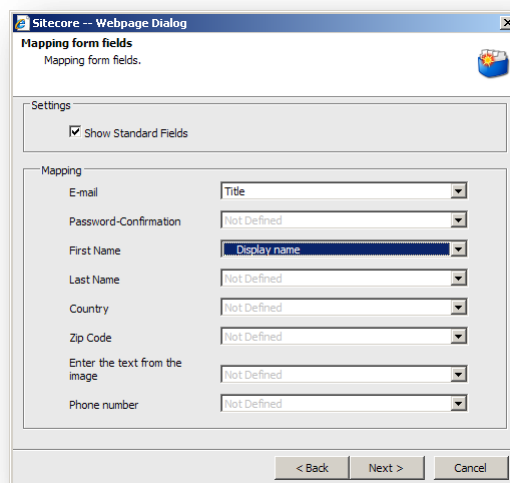 Sitecore -- Webpage Dialog
Mapping form fields
Mapping form fields.
Settings
Show Standard Fields
Mapping
E-mail Title
Password-Confirmation Not Defined
First Name Display name
Last Name Not Defined
Country Not Defined
Zip Code Not Defined
Enter the text from the
image Not Defined
Phone number Not Defined
< Back Next > Cancel